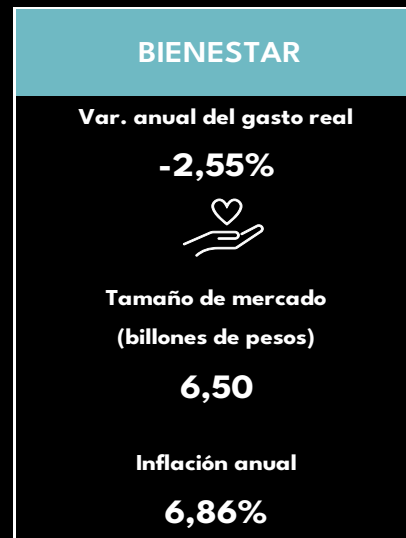 BIENESTAR
Var. anual del gasto real
-2,55%
Tamaño de mercado
(billones de pesos)
6,50
Inflación anual
6,86%